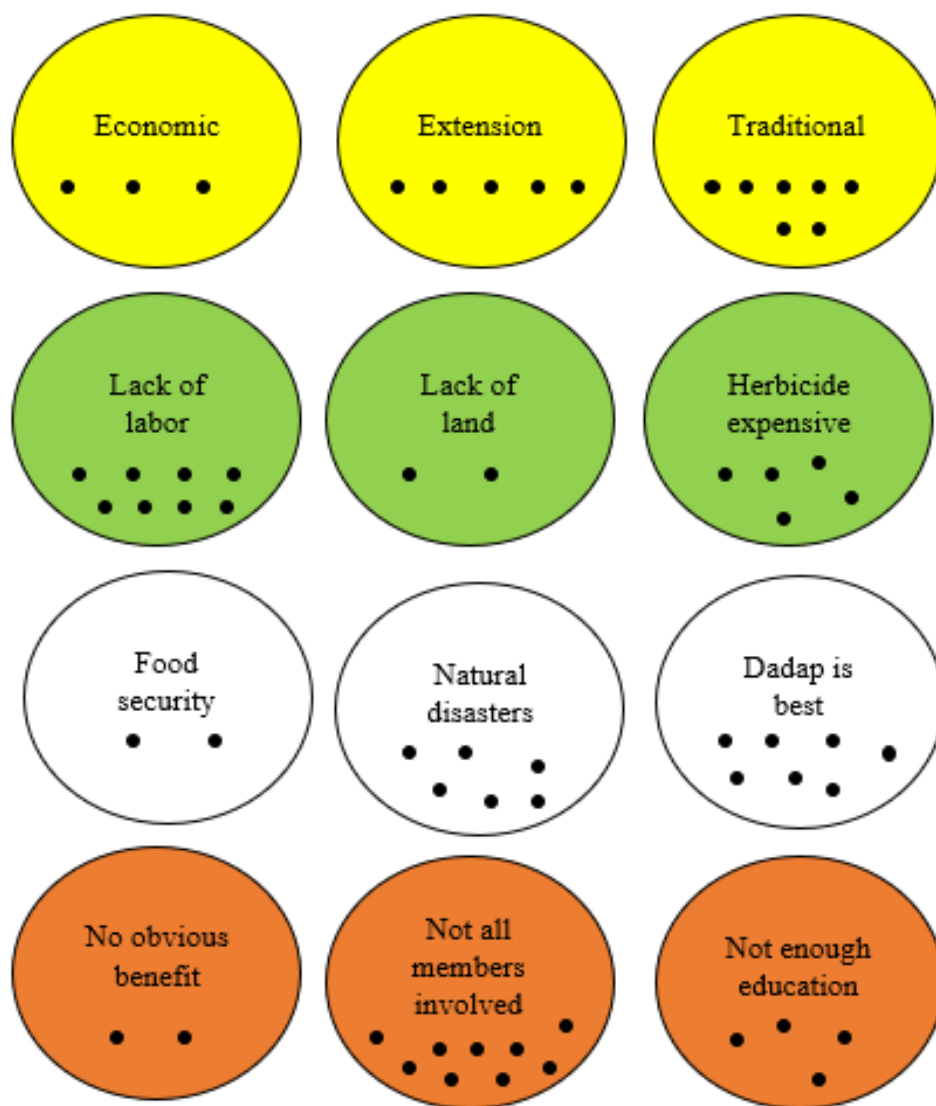 Economic
Extension
Traditional
Lack of
labor
Lack of
land
Herbicide
expensive
Food
security
Natural
disasters
Dadap is
best
No obvious
benefit
Not all
members
involved
Not enough
education